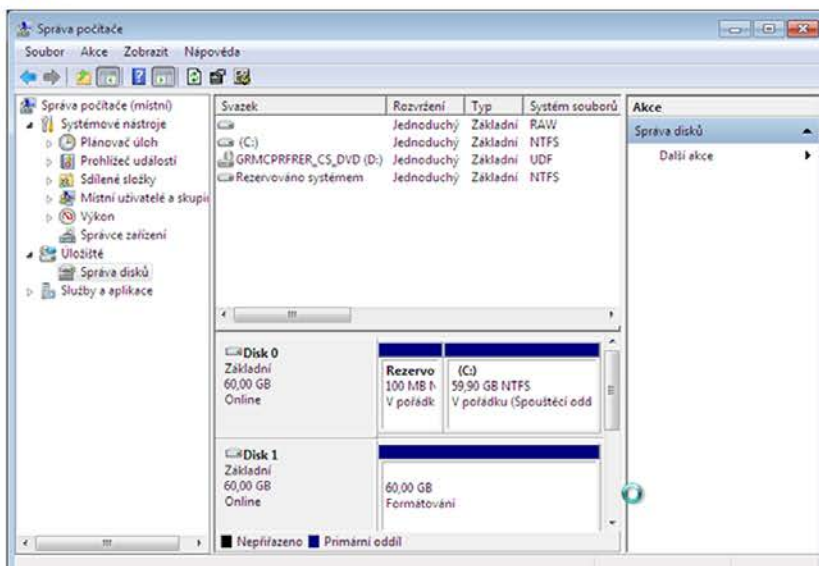 Správa počítače
Soubor Akce Zobrazit Nápověda
Správa počítače (místní)
Systémové nástroje
Plánovač úloh
Prohlížeč událostí
Sdílené složky
Místní uživatelé a skupi
Výkon
Správce zařízení
Úložiště
Správa disků
Služby a aplikace
Svazek Rozvržení Typ Systém souborů
Jednoduchý Základní RAW
(C:) Jednoduchý Základní NTFS
GRMCPRFRER_CS_DVD (D:) Jednoduchý Základní UDF
Rezervováno systémem Jednoduchý Základní NTFS
Disk 0
Základní
60,00 GB
Online
Rezervo
100 MB N
V pořádk
(C:)
59,90 GB NTFS
V pořádku (Spouštěcí odd
Disk 1
Základní
60,00 GB
Online
60,00 GB
Formátování
Nepřiřazeno Primární oddíl
Akce
Správa disků
Další akce